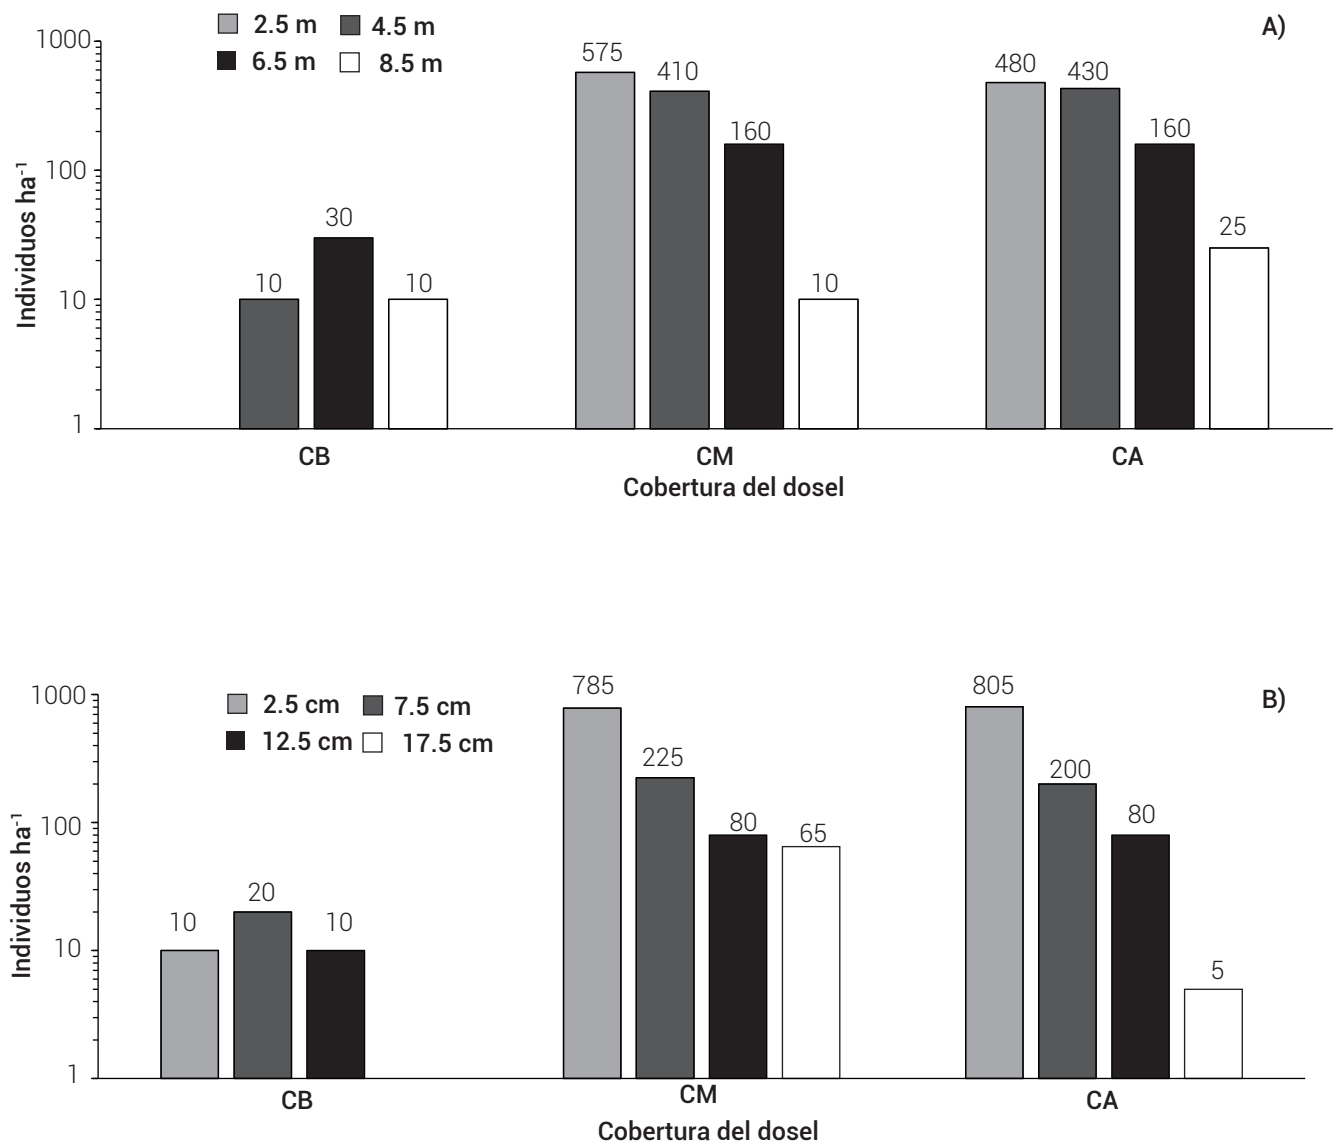 2.5 m 4.5 m
6.5 m 8.5 m
A)
1000
100
10
1
Individuos ha-1
10 30 10
575 410 160 10
480 430 160 25
CB CM CA
Cobertura del dosel
2.5 cm 7.5 cm
12.5 cm 17.5 cm
B)
1000
100
10
1
Individuos ha-1
10 20 10
785 225 80 65
805 200 80 5
CB CM CA
Cobertura del dosel